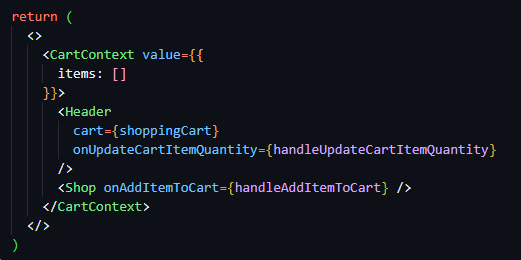 return (
<>
<CartContext value={{
items: []
}}>
<Header
cart={shoppingCart}
onUpdateCartItemQuantity={handleUpdateCartItemQuantity}
/>
<Shop onAddItemToCart={handleAddItemToCart} />
</CartContext>
</>
)